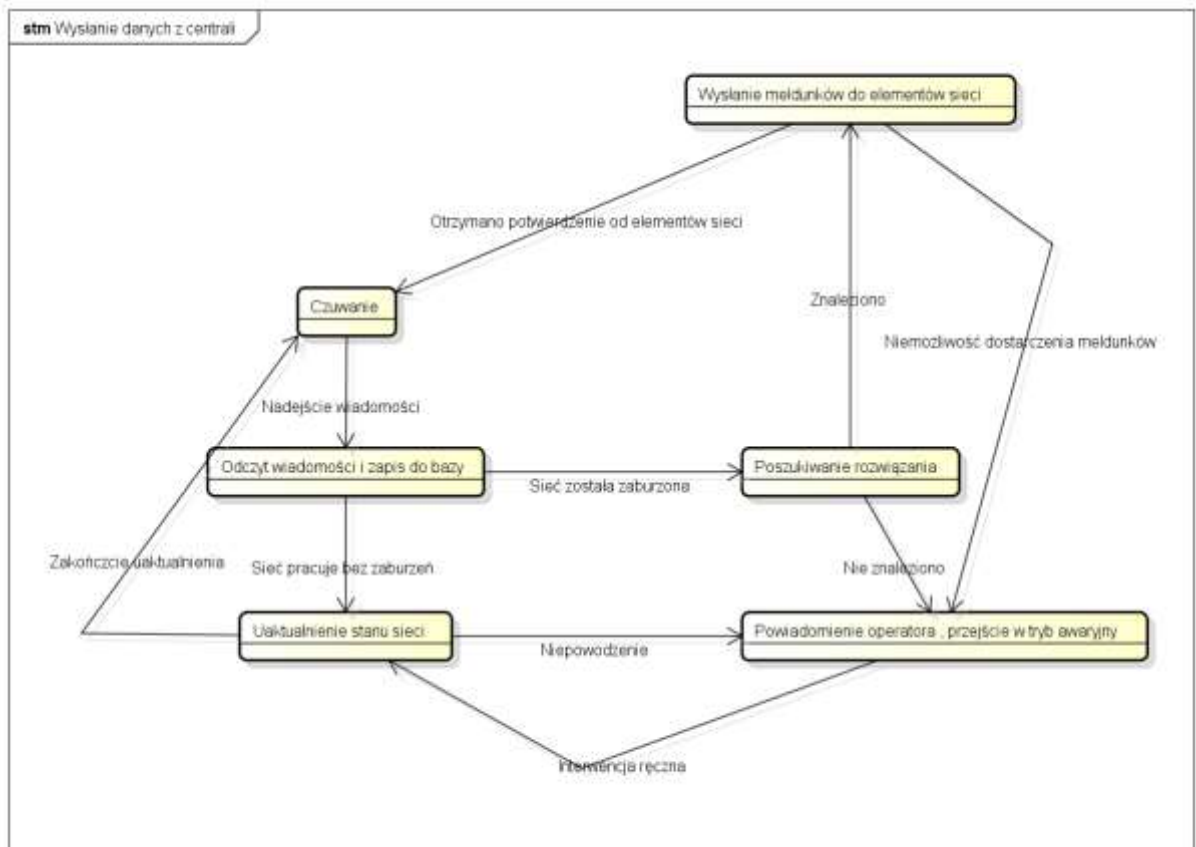 stm Wysłanie danych z centrali
Wysłanie meldunków do elementów sieci
Otrzymano potwierdzenie od elementów sieci
Czuwanie
Znaleziono
Niemożliwość dostarczenia meldunków
Nadejście wiadomości
Odczyt wiadomości i zapis do bazy
Sieć została zaburzona
Poszukiwanie rozwiązania
Zakończcie uaktualnienia
Sieć pracuje bez zaburzeń
Nie znaleziono
Uaktualnienie stanu sieci
Niepowodzenie
Powiadomienie operatora , przejście w tryb awaryjny
Interwencja ręczna